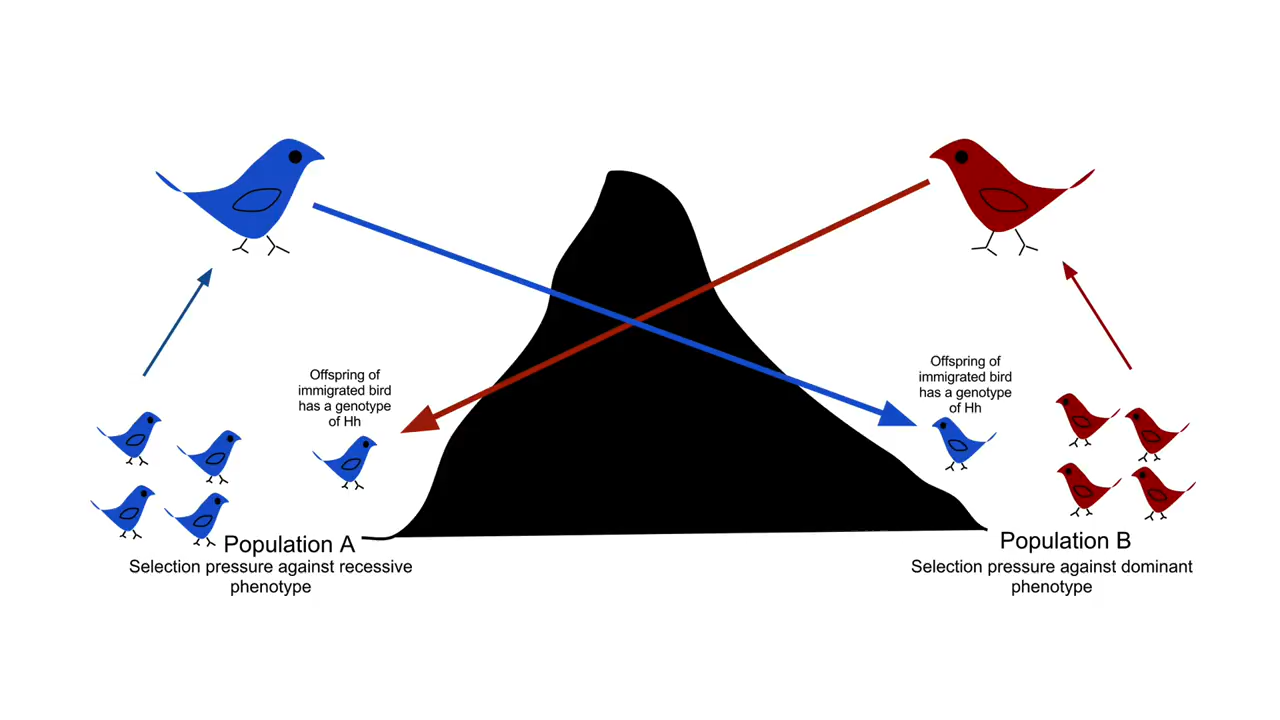 Offspring of
immigrated bird
has a genotype
of Hh
Offspring of
immigrated bird
has a genotype
of Hh
Population A
Selection pressure against recessive
phenotype
Population B
Selection pressure against dominant
phenotype